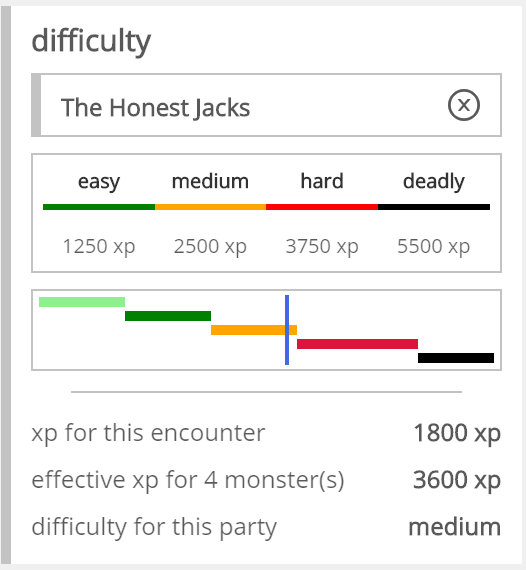 difficulty
The Honest Jacks
easy medium hard deadly
1250 xp 2500 xp 3750 xp 5500 xp
xp for this encounter 1800 xp
effective xp for 4 monster(s) 3600 xp
difficulty for this party medium